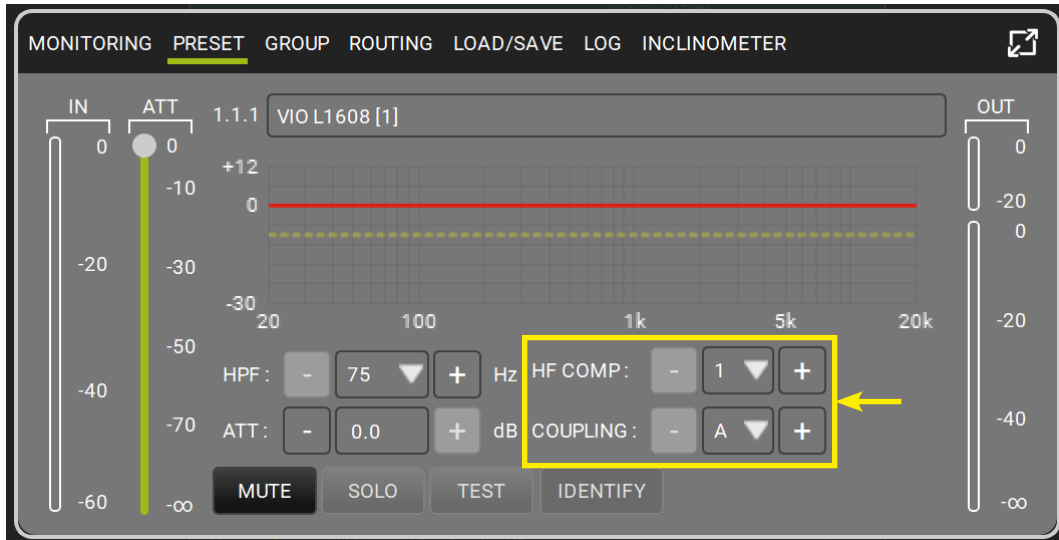 MONITORING PRESET GROUP ROUTING LOAD/SAVE LOG INCLINOMETER
IN ATT 1.1.1 VIO L1608 [1] OUT
0 0 0
+12
-10
0 -20
0
-20 -30
-30
20 100 1k 5k 20k -20
-50
HPF : - 75 + Hz HF COMP : - 1 +
-40
-70 ATT : - 0.0 + dB COUPLING : - A + -40
MUTE SOLO TEST IDENTIFY
-60 -∞ -∞